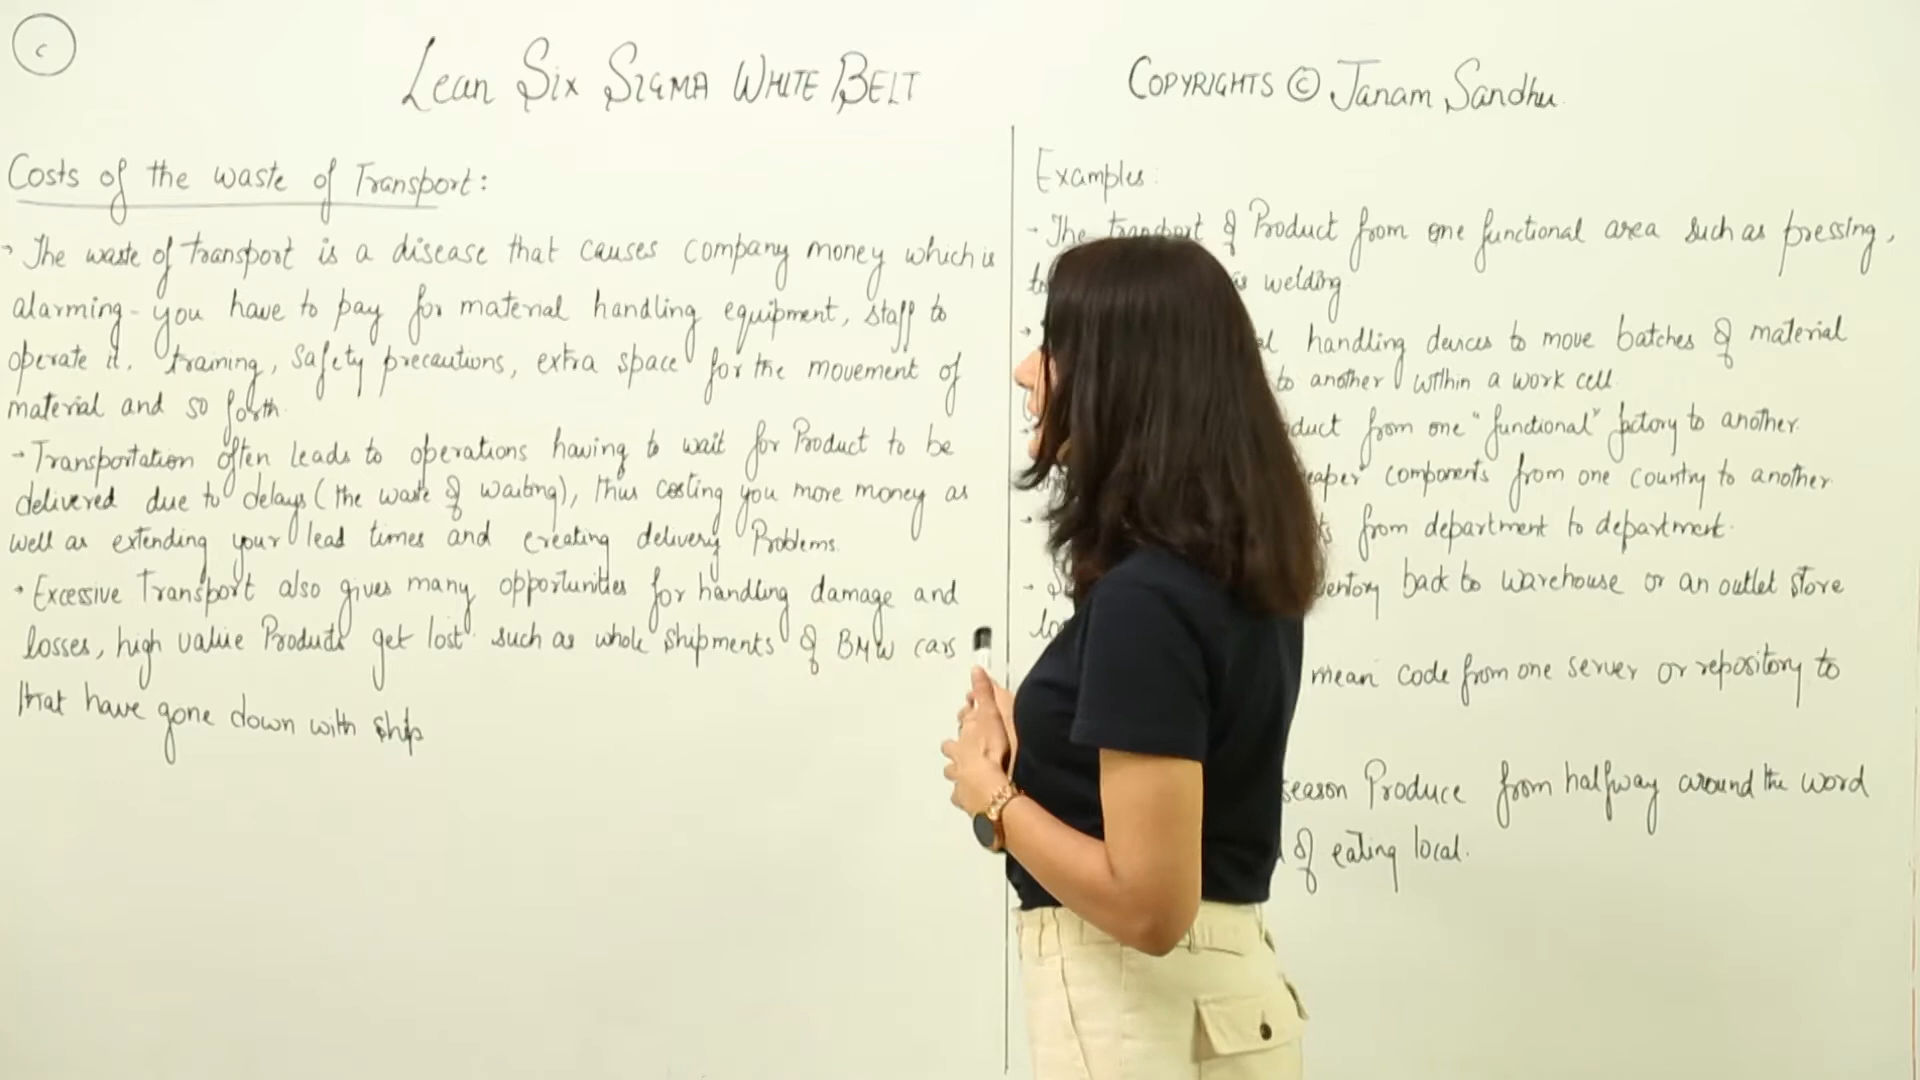 c
Lean Six Sigma White Belt
Copyrights © Janam Sandhu
Costs of the waste of Transport:
- The waste of transport is a disease that causes company money which is
alarming - you have to pay for material handling equipment, staff to
operate it, training, safety precautions, extra space for the movement of
material and so forth.
- Transportation often leads to operations having to wait for Product to be
delivered due to delays (the waste of waiting), thus costing you more money as
well as extending your lead times and creating delivery Problems.
- Excessive Transport also gives many opportunities for handling damage and
losses, high value Products get lost such as whole shipments of BMW cars
that have gone down with ship
Examples:
- The transport of Product from one functional area such as pressing,
welding
handling devices to move batches of material
to another within a work cell.
from one "functional" factory to another.
components from one country to another
from department to department.
back to warehouse or an outlet store
mean code from one server or repository to
season Produce from halfway around the word
of eating local.